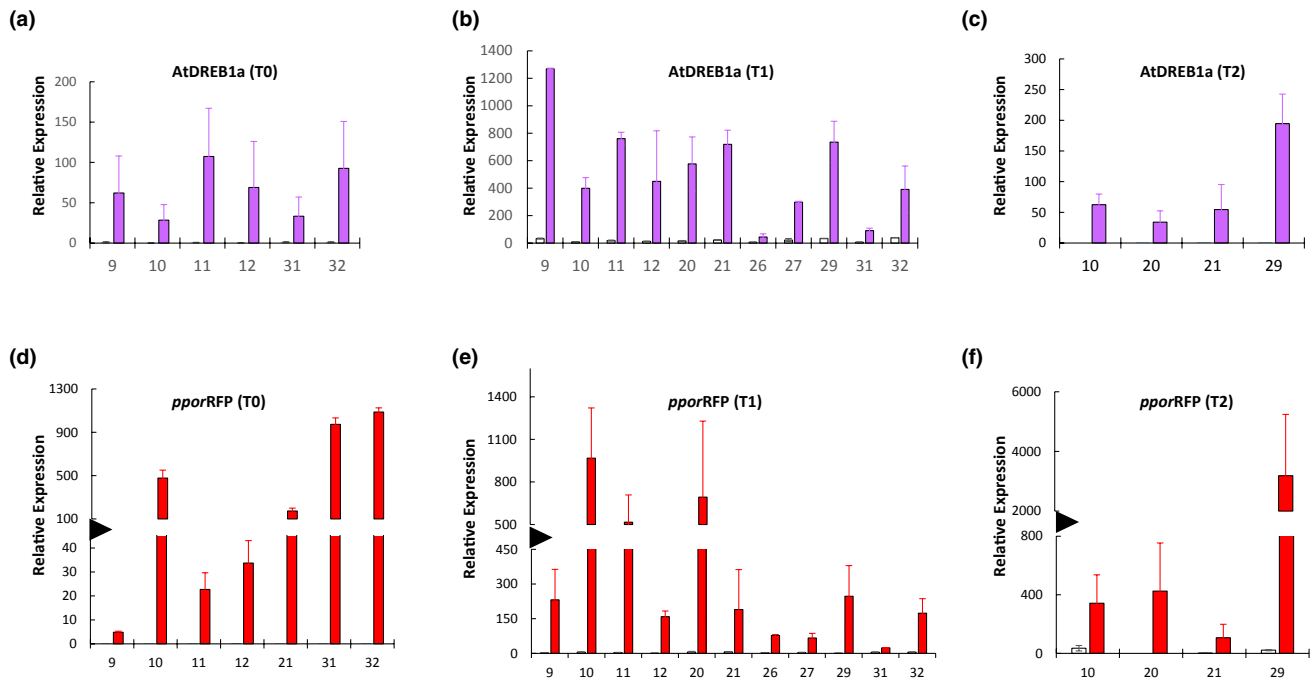 (a)
AtDREB1a (T0)
Relative Expression
200
150
100
50
0
9 10 11 12 31 32
(b)
AtDREB1a (T1)
Relative Expression
1400
1200
1000
800
600
400
200
0
9 10 11 12 20 21 26 27 29 31 32
(c)
AtDREB1a (T2)
Relative Expression
300
250
200
150
100
50
0
10 20 21 29
(d)
pporRFP (T0)
Relative Expression
1300
900
500
100
40
30
20
10
0
9 10 11 12 21 31 32
(e)
pporRFP (T1)
Relative Expression
1400
1100
800
500
450
300
150
0
9 10 11 12 20 21 26 27 29 31 32
(f)
pporRFP (T2)
Relative Expression
6000
4000
2000
800
400
0
10 20 21 29